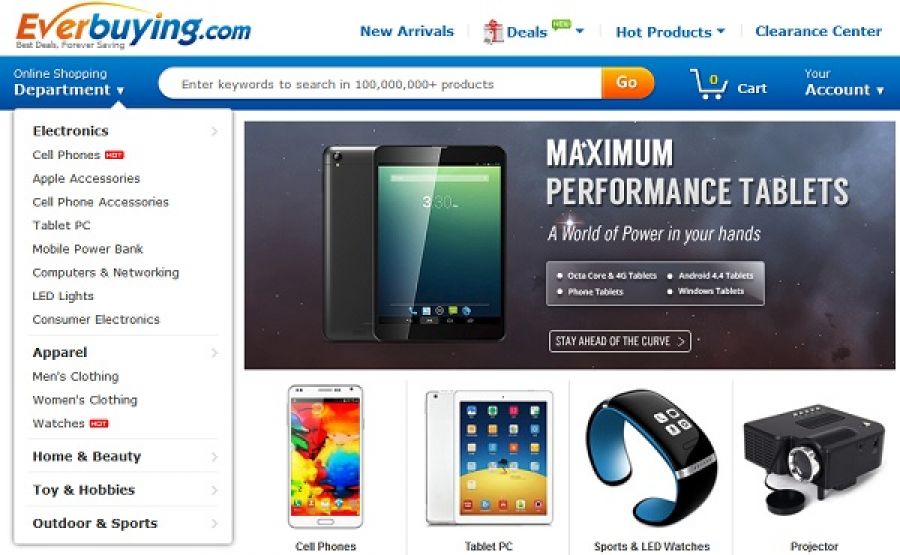 Everbuying.com
Best Deals, Forever Saving
New Arrivals
Deals
NEW
Hot Products
Clearance Center
Online Shopping
Department
Enter keywords to search in 100,000,000+ products
Go
0
Cart
Your
Account
Electronics
Cell Phones HOT
Apple Accessories
Cell Phone Accessories
Tablet PC
Mobile Power Bank
Computers & Networking
LED Lights
Consumer Electronics
Apparel
Men's Clothing
Women's Clothing
Watches HOT
Home & Beauty
Toy & Hobbies
Outdoor & Sports
3:30
MAXIMUM
PERFORMANCE TABLETS
A World of Power in your hands
Octa Core & 4G Tablets
Android 4.4 Tablets
Phone Tablets
Windows Tablets
STAY AHEAD OF THE CURVE
Cell Phones
Tablet PC
Sports & LED Watches
Projector